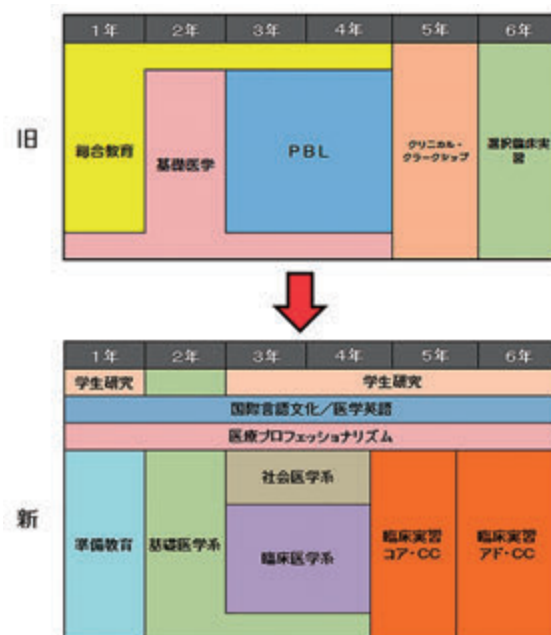 旧
1年 2年 3年 4年 5年 6年
総合教育
基礎医学
PBL
クリニカル・
クラークシップ
選択臨床実
習
新
1年 2年 3年 4年 5年 6年
学生研究 学生研究
国際言語文化/医学英語
医療プロフェッショナリズム
準備教育
基礎医学系
社会医学系
臨床医学系
臨床実習
コア・CC
臨床実習
アド・CC